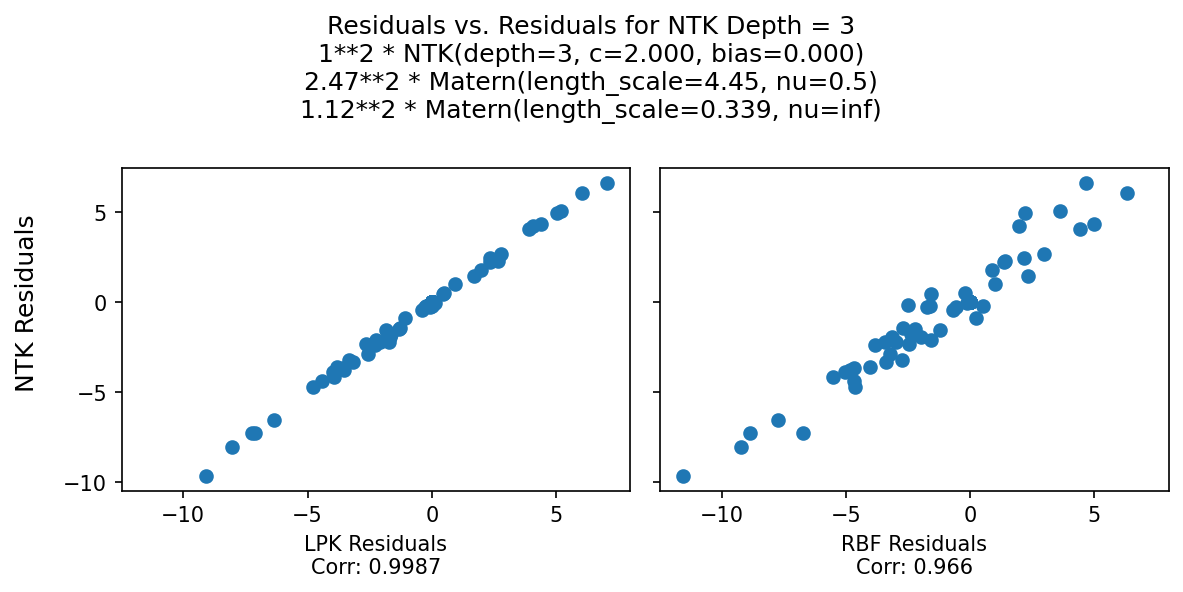 Residuals vs. Residuals for NTK Depth = 3
1**2 * NTK(depth=3, c=2.000, bias=0.000)
2.47**2 * Matern(length_scale=4.45, nu=0.5)
1.12**2 * Matern(length_scale=0.339, nu=inf)
NTK Residuals
5
0
−5
−10
−10 −5 0 5
LPK Residuals
Corr: 0.9987
−10 −5 0 5
RBF Residuals
Corr: 0.966